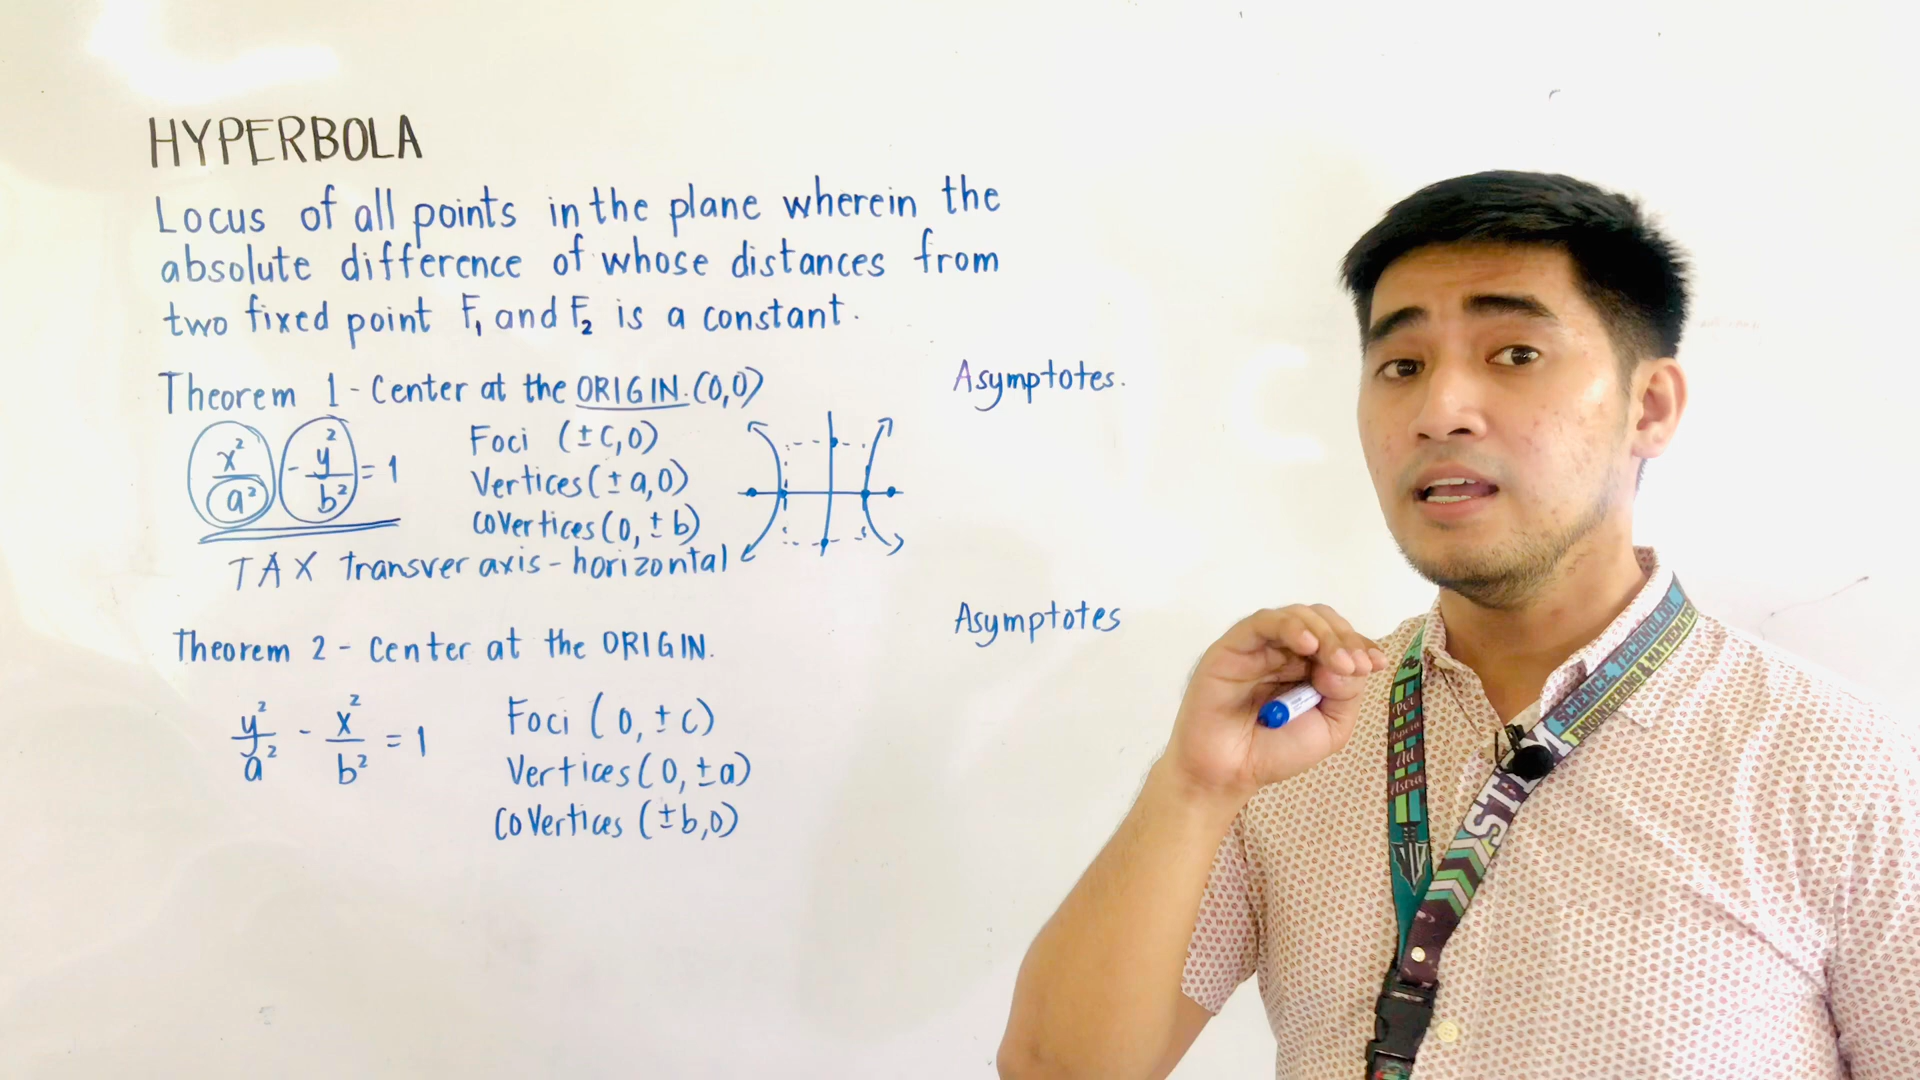 HYPERBOLA
Locus of all points in the plane wherein the
absolute difference of whose distances from
two fixed point F₁ and F₂ is a constant.
Theorem 1 - Center at the ORIGIN. (0,0)
x²/a² - y²/b² = 1
Foci (±c,0)
Vertices (±a,0)
coVertices (0,±b)
TAX transver axis - horizontal
Asymptotes.
Theorem 2 - Center at the ORIGIN.
y²/a² - x²/b² = 1
Foci (0,±c)
Vertices (0,±a)
coVertices (±b,0)
Asymptotes
SCIENCE, TECHNOLOGY,
ENGINEERING & MATHEMATICS
STEM
Ad
Astra